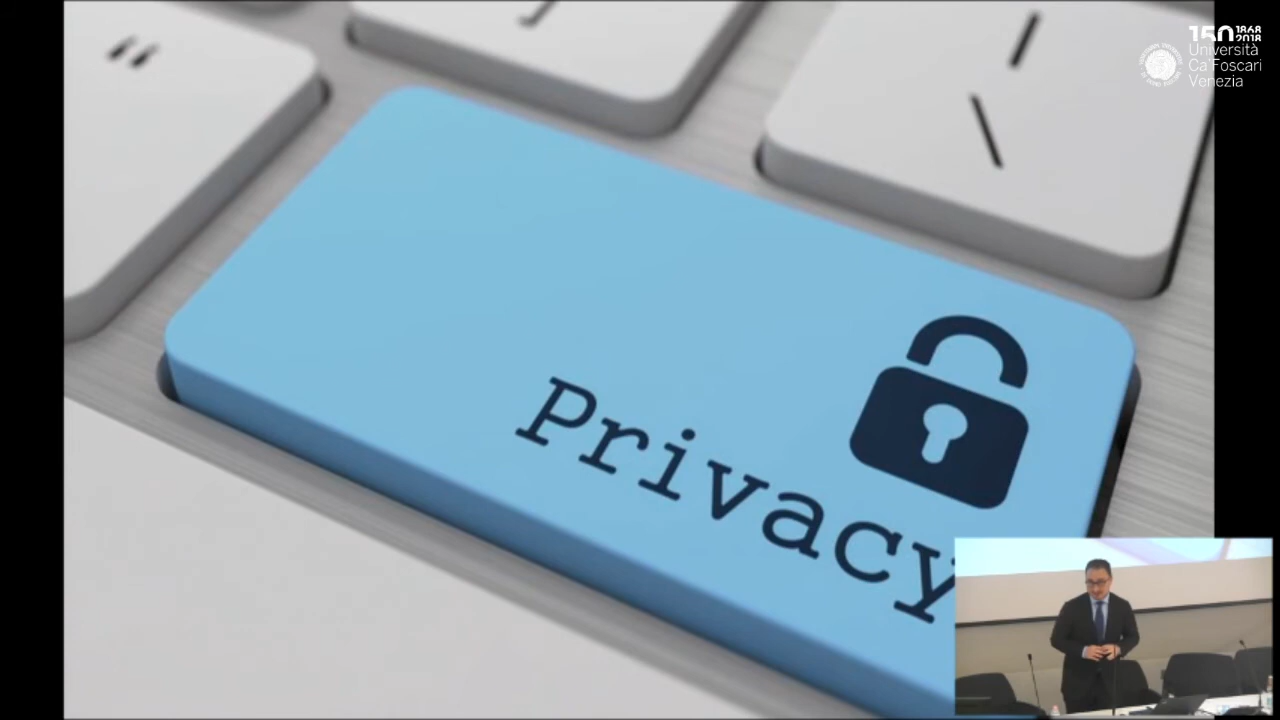 150 1868
2018
Università
Ca'Foscari
Venezia
“
\
Privacy